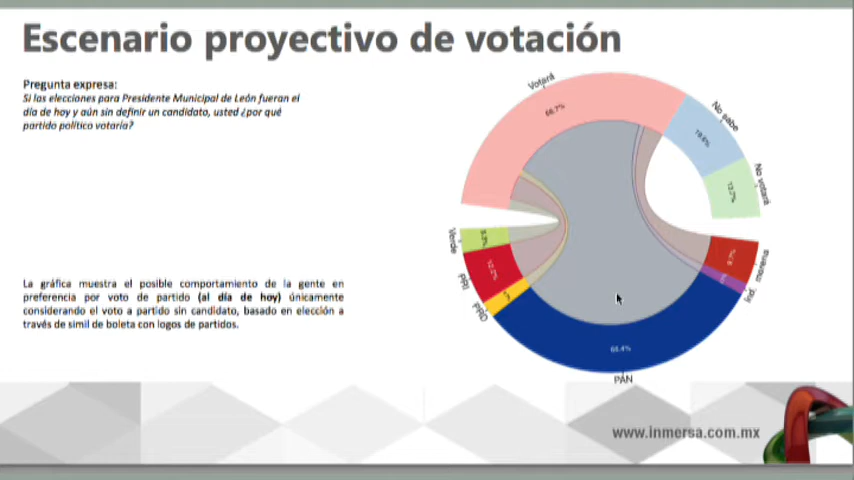 Escenario proyectivo de votación
Pregunta expresa:
Si las elecciones para Presidente Municipal de León fueran el
día de hoy y aún sin definir un candidato, usted ¿por qué
partido político votaría?
La gráfica muestra el posible comportamiento de la gente en
preferencia por voto de partido (al día de hoy) únicamente
considerando el voto a partido sin candidato, basado en elección a
través de simil de boleta con logos de partidos.
Votará
No sabe
No votará
morena
Ind.
PAN
PRD
PRI
Verde
www.inmersa.com.mx